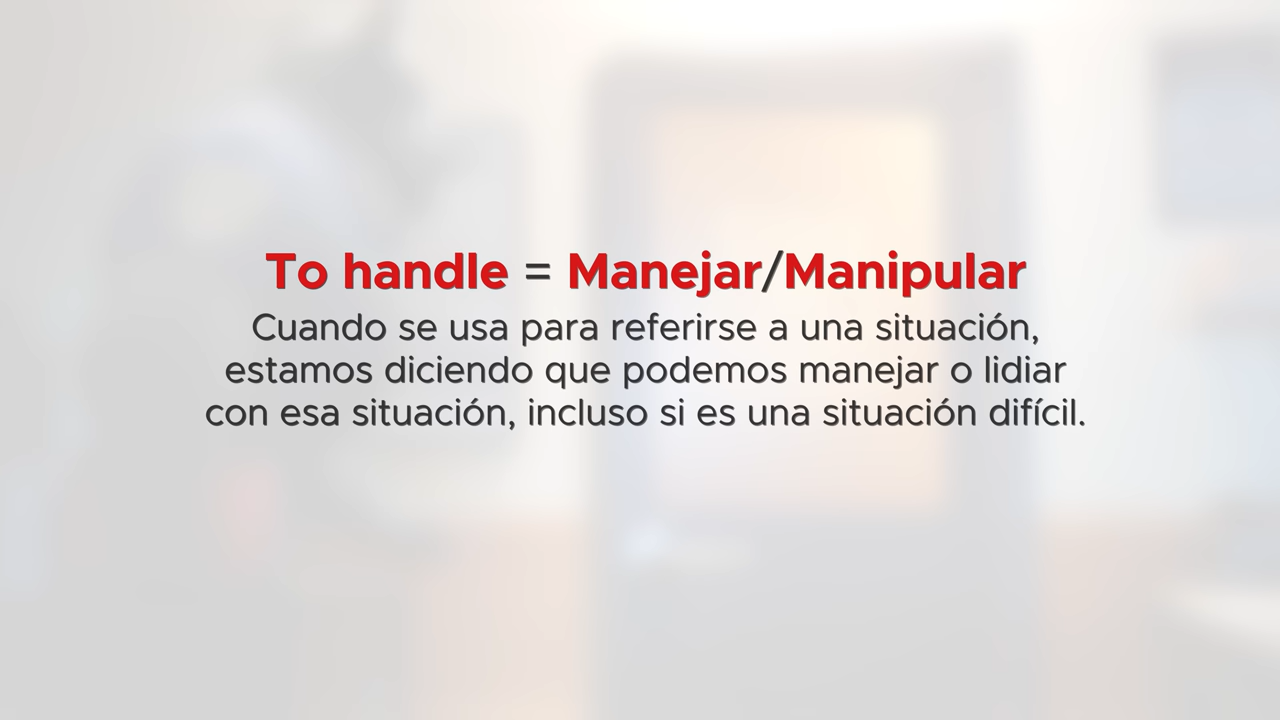 To handle = Manejar/Manipular
Cuando se usa para referirse a una situación,
estamos diciendo que podemos manejar o lidiar
con esa situación, incluso si es una situación difícil.